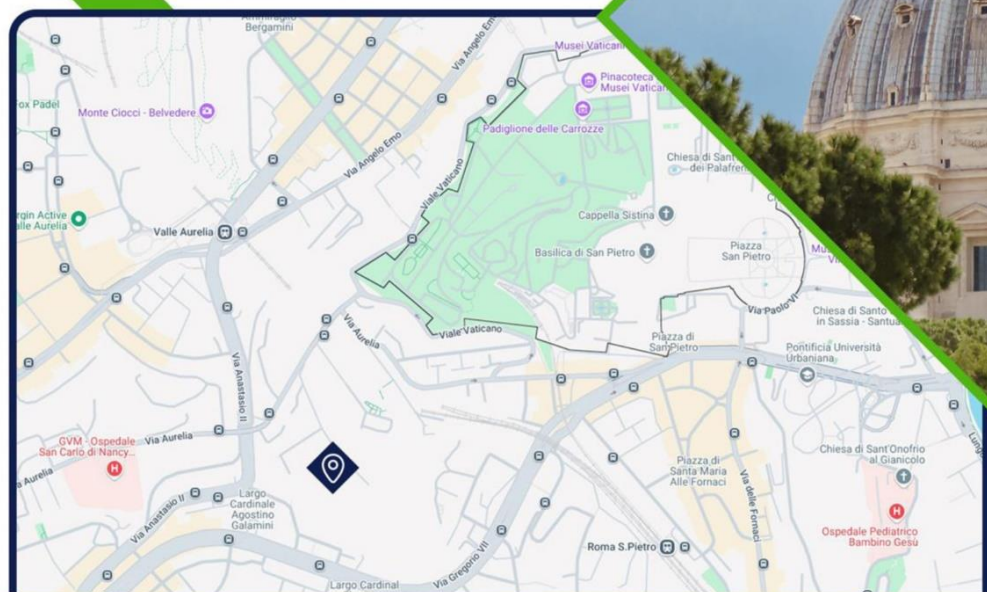 Ammiraglio
Bergamini
Via Angelo Em
Musei Vaticani
Pinacoteca
Musei Vatican
Fox Padel
Monte Ciocci - Belvedere
Padiglione delle Carrozze
Via Angelo Emo
Chiesa di Sant
dei Palafren
Viale Vaticano
rgin Active
alle Aurelia
Cappella Sistina
Valle Aurelia
Basilica di San Pietro
Piazza
San Pietro
Mu
Via Paolo VI
Chiesa di Santo
in Sassia - Santua
Via Aurelia
Viale Vaticano
Piazza di
San Pietro
Pontificia Università
Urbaniana
Via Anastasio II
GVM - Ospedale
San Carlo di Nancy...
H
Via Aurelia
a Aurelia
Piazza di
Santa Maria
Alle Fornaci
Chiesa di Sant'Onofrio
al Gianicolo
Lung
Via Anastasio II
Largo
Cardinale
Agostino
Galamini
Via delle Fornaci
H
Ospedale Pediatrico
Bambino Gesù
Roma S.Pietro
Via Gregorio VII
Largo Cardinal